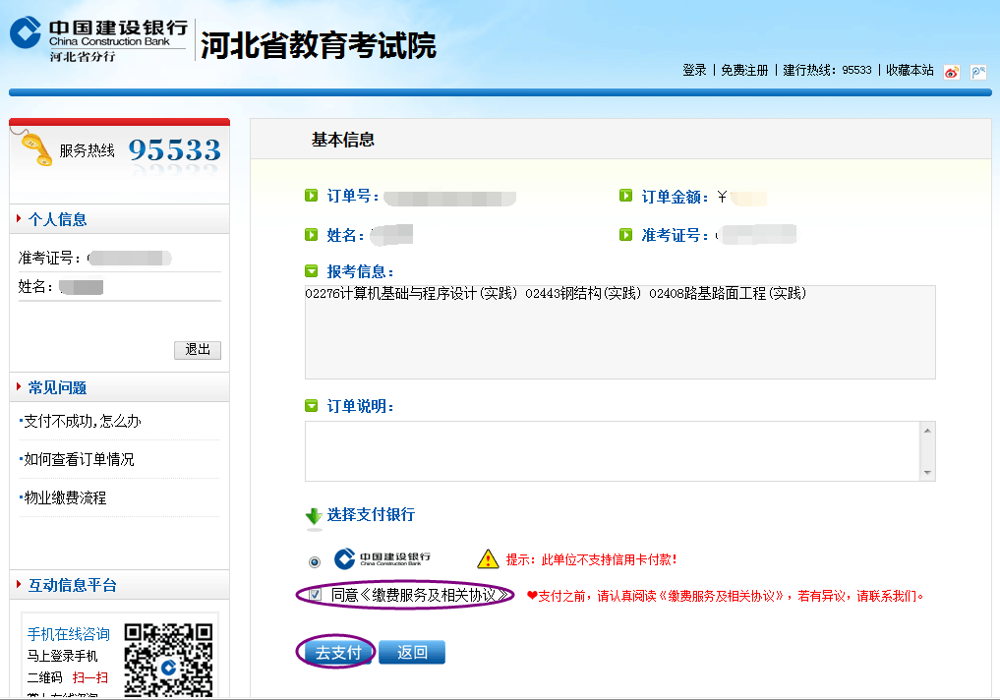 中国建设银行
China Construction Bank
河北省分行
河北省教育考试院
登录 | 免费注册 | 建行热线：95533 | 收藏本站
服务热线 95533
个人信息
准考证号：
姓名：
退出
常见问题
·支付不成功,怎么办
·如何查看订单情况
·物业缴费流程
互动信息平台
手机在线咨询
马上登录手机
二维码 扫一扫
基本信息
订单号：
订单金额：￥
姓名：
准考证号：
报考信息：
02276计算机基础与程序设计(实践) 02443钢结构(实践) 02408路基路面工程(实践)
订单说明：
选择支付银行
中国建设银行
China Construction Bank
提示：此单位不支持信用卡付款！
同意《缴费服务及相关协议》
❤支付之前，请认真阅读《缴费服务及相关协议》，若有异议，请联系我们。
去支付
返回